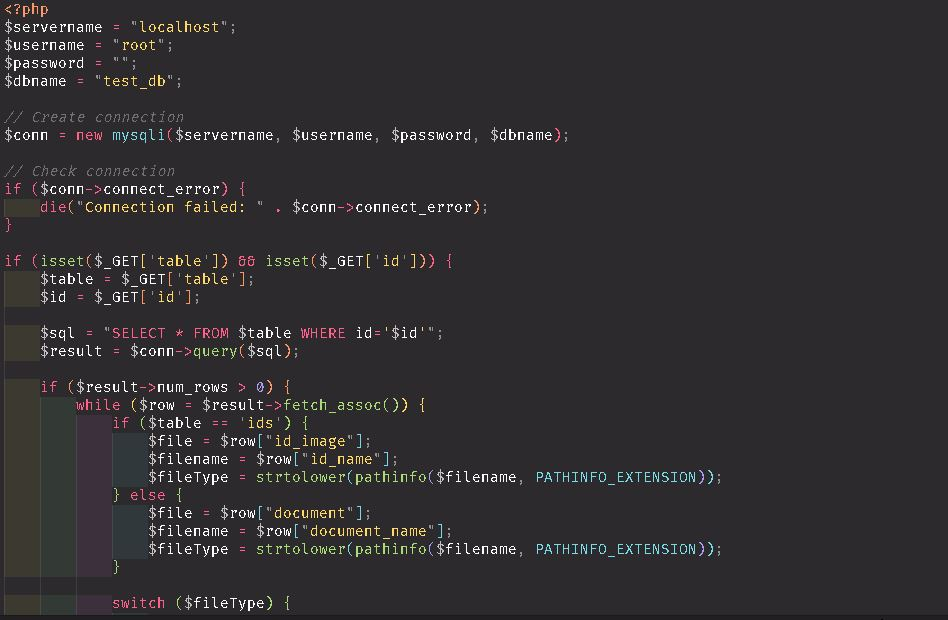 <?php
$servername = "localhost";
$username = "root";
$password = "";
$dbname = "test_db";
// Create connection
$conn = new mysqli($servername, $username, $password, $dbname);
// Check connection
if ($conn->connect_error) {
die("Connection failed: " . $conn->connect_error);
}
if (isset($_GET['table']) && isset($_GET['id'])) {
$table = $_GET['table'];
$id = $_GET['id'];
$sql = "SELECT * FROM $table WHERE id='$id'";
$result = $conn->query($sql);
if ($result->num_rows > 0) {
while ($row = $result->fetch_assoc()) {
if ($table == 'ids') {
$file = $row["id_image"];
$filename = $row["id_name"];
$fileType = strtolower(pathinfo($filename, PATHINFO_EXTENSION));
} else {
$file = $row["document"];
$filename = $row["document_name"];
$fileType = strtolower(pathinfo($filename, PATHINFO_EXTENSION));
}
switch ($fileType) {